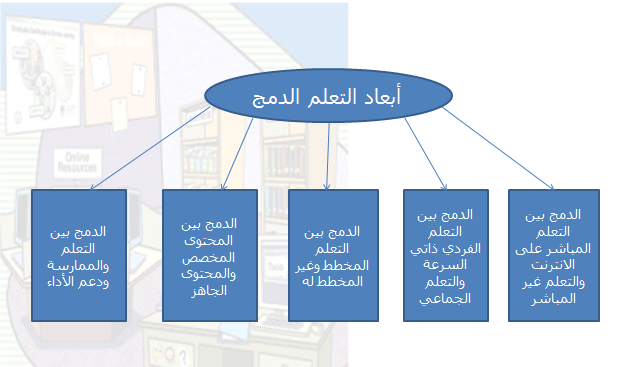 أبعاد التعلم الدمج
الدمج بين
التعلم
المباشر على
الانترنت
والتعلم غير
المباشر
الدمج بين
التعلم
الفردي ذاتي
السرعة
والتعلم
الجماعي
الدمج بين
التعلم
المخطط وغير
المخطط له
الدمج بين
المحتوى
المخصص
والمحتوى
الجاهز
الدمج بين
التعلم
والممارسة
ودعم الأداء
Online
Resources
Tools